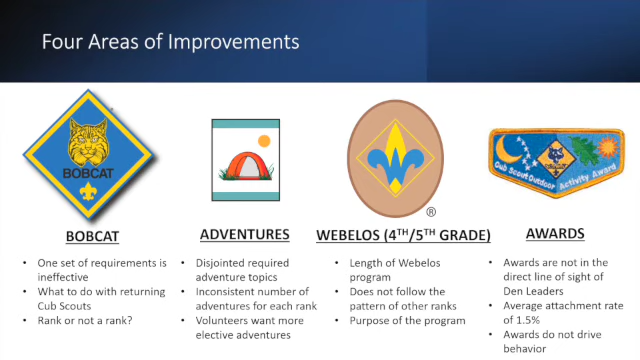 Four Areas of Improvements
BOBCAT
Cub Scout Outdoor Activity Award
®
BOBCAT
• One set of requirements is
ineffective
• What to do with returning
Cub Scouts
• Rank or not a rank?
ADVENTURES
• Disjointed required
adventure topics
• Inconsistent number of
adventures for each rank
• Volunteers want more
elective adventures
WEBELOS (4TH/5TH GRADE)
• Length of Webelos
program
• Does not follow the
pattern of other ranks
• Purpose of the program
AWARDS
• Awards are not in the
direct line of sight of
Den Leaders
• Average attachment rate
of 1.5%
• Awards do not drive
behavior